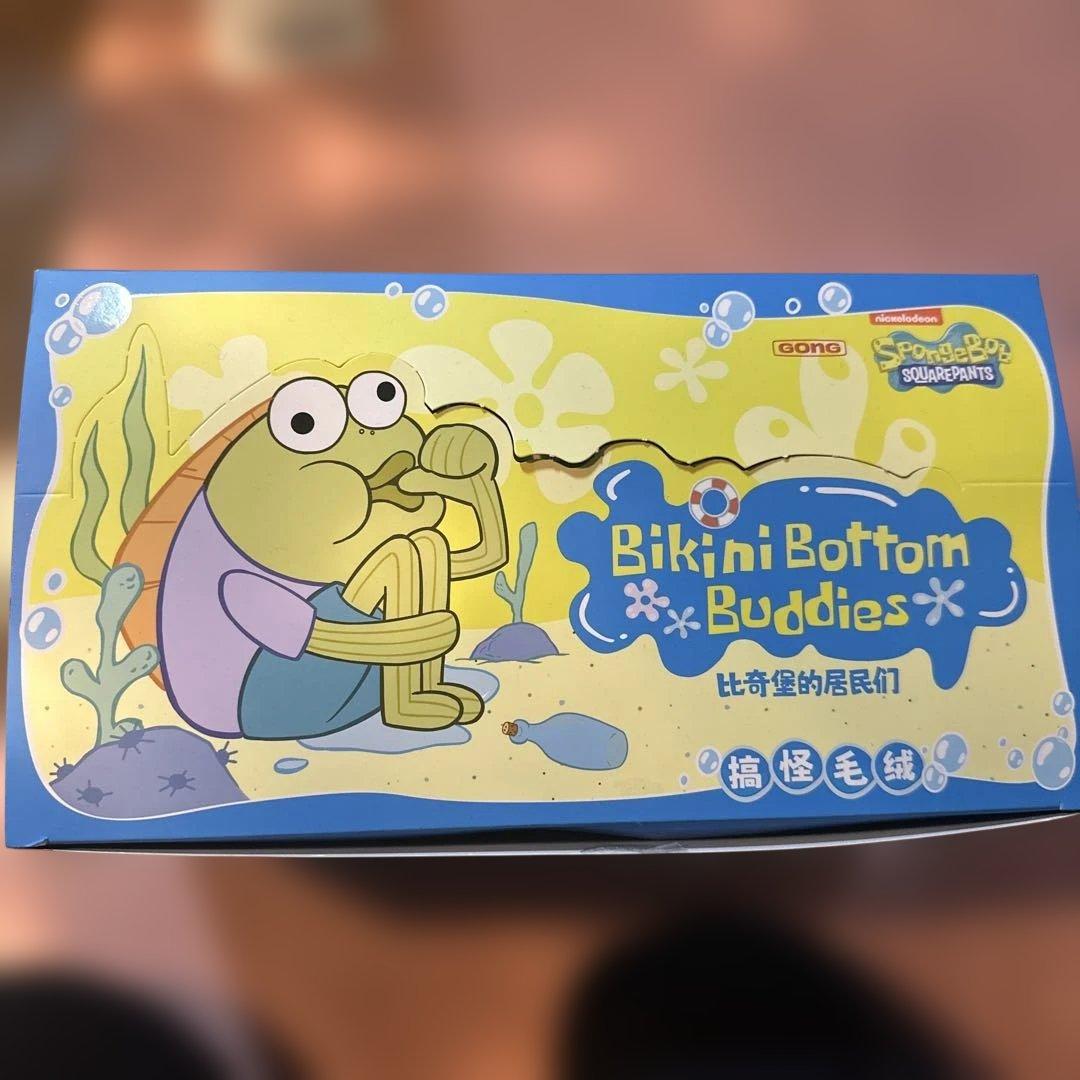 nickelodeon
GONG
SpongeBob
SQUAREPANTS
Bikini Bottom
Buddies
比奇堡的居民们
搞怪毛绒